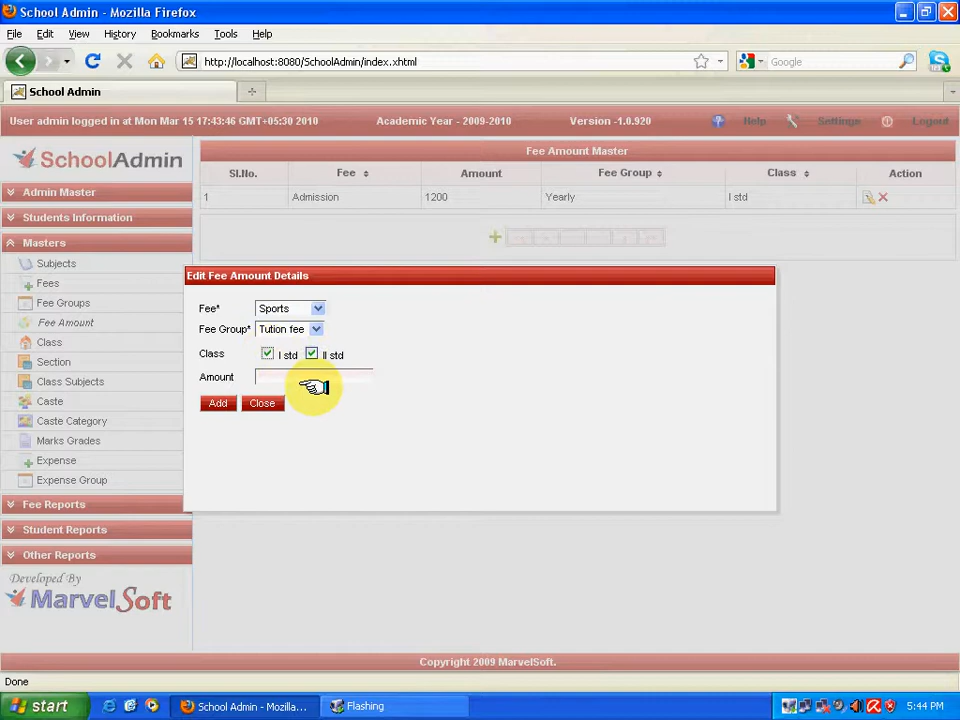 School Admin - Mozilla Firefox
File Edit View History Bookmarks Tools Help
http://localhost:8080/SchoolAdmin/index.xhtml
Google
School Admin
User admin logged in at Mon Mar 15 17:43:46 GMT+05:30 2010 Academic Year - 2009-2010 Version -1.0.920 Help Settings Logout
SchoolAdmin
Fee Amount Master
Sl.No. Fee Amount Fee Group Class Action
1 Admission 1200 Yearly I std
Admin Master
Students Information
Masters
Subjects
Fees
Fee Groups
Fee Amount
Class
Section
Class Subjects
Caste
Caste Category
Marks Grades
Expense
Expense Group
Fee Reports
Student Reports
Other Reports
Developed By
MarvelSoft
Edit Fee Amount Details
Fee* Sports
Fee Group* Tution fee
Class I std II std
Amount
Add Close
Copyright 2009 MarvelSoft.
Done
start School Admin - Mozilla... Flashing 5:44 PM